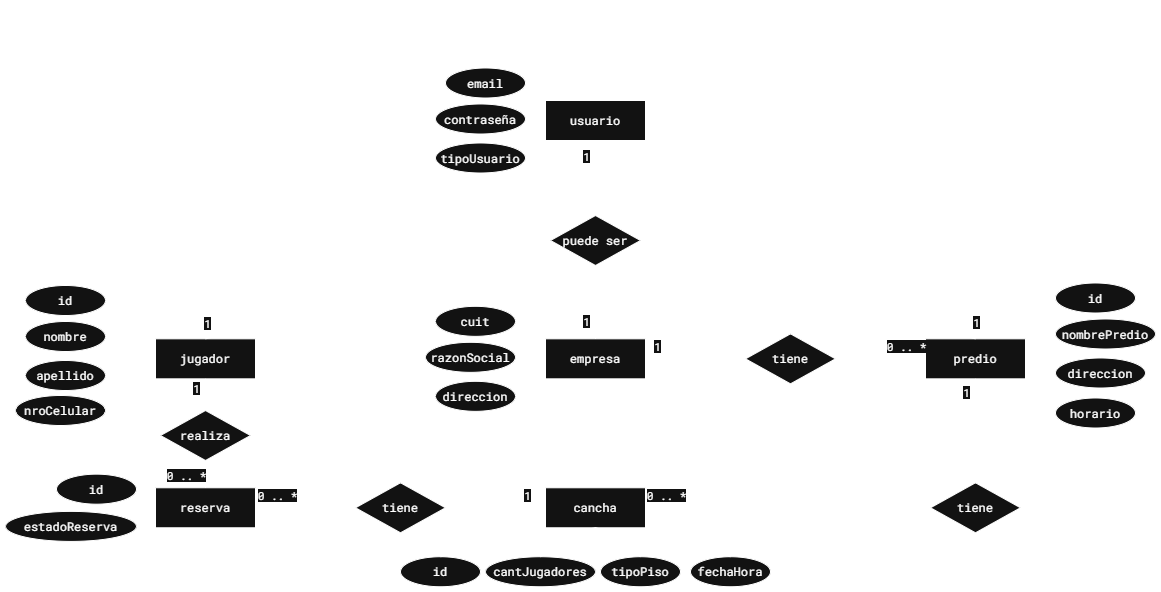 email
contraseña
usuario
tipoUsuario
1
puede ser
id
nombre
apellido
nroCelular
1
jugador
1
cuit
razonSocial
direccion
1
empresa
1
tiene
1
0 .. *
predio
1
id
nombrePredio
direccion
horario
realiza
0 .. *
id
estadoReserva
reserva
0 .. *
tiene
1
cancha
0 .. *
tiene
id
cantJugadores
tipoPiso
fechaHora